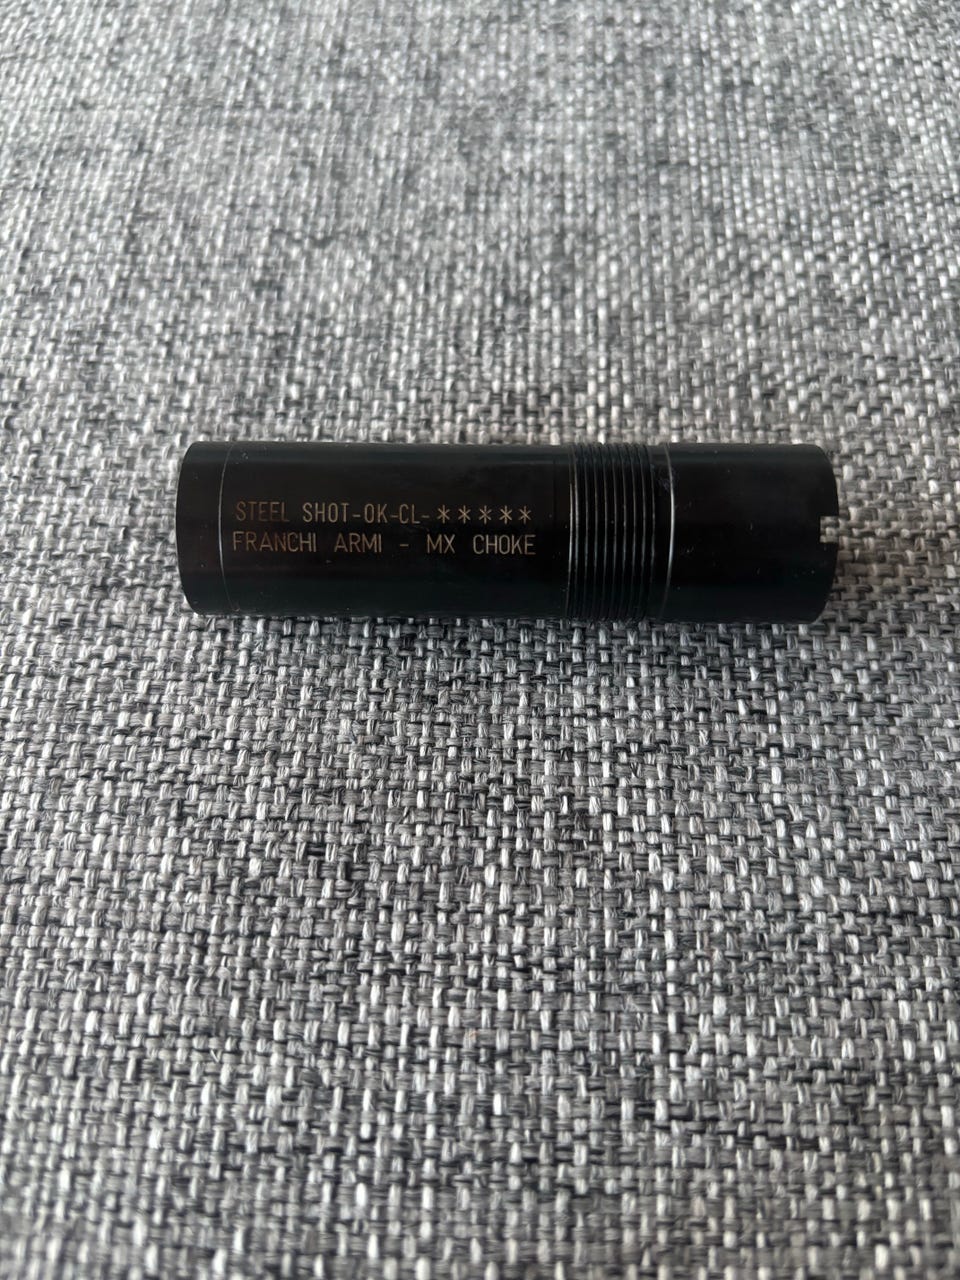 STEEL SHOT-OK-CL-*****
FRANCHI ARMI - MX CHOKE